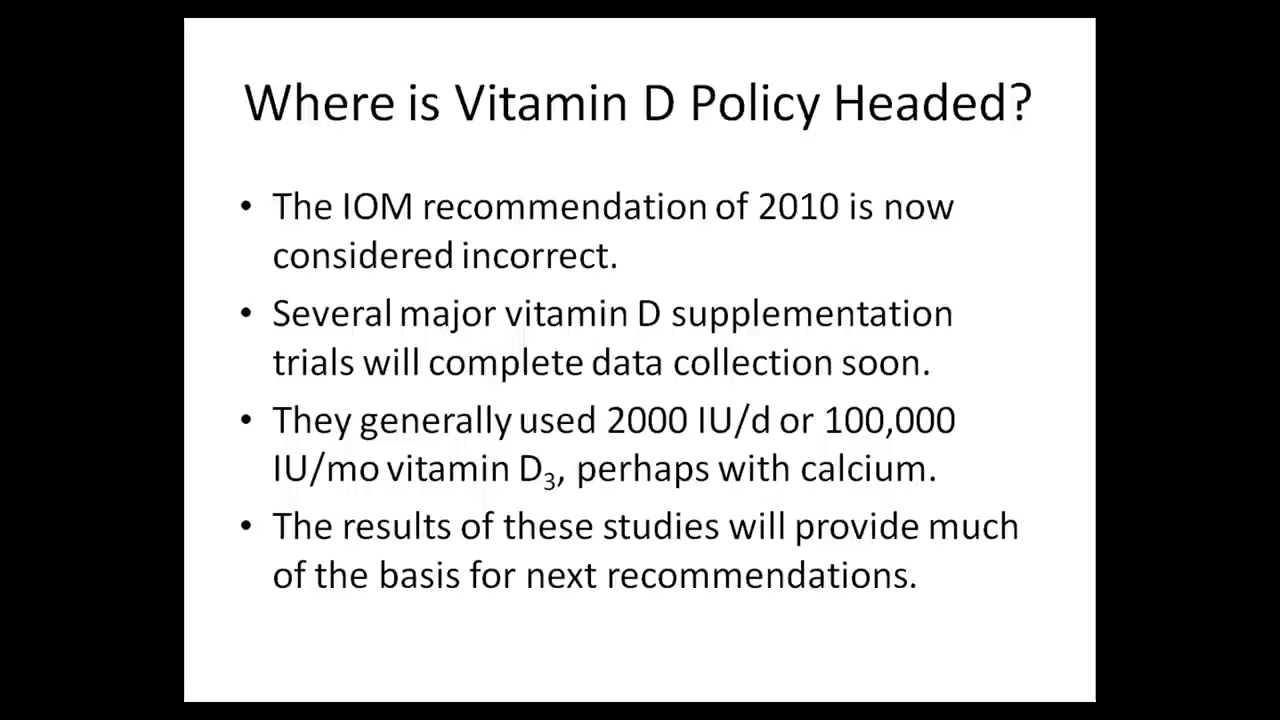 Where is Vitamin D Policy Headed?
• The IOM recommendation of 2010 is now
considered incorrect.
• Several major vitamin D supplementation
trials will complete data collection soon.
• They generally used 2000 IU/d or 100,000
IU/mo vitamin D₃, perhaps with calcium.
• The results of these studies will provide much
of the basis for next recommendations.